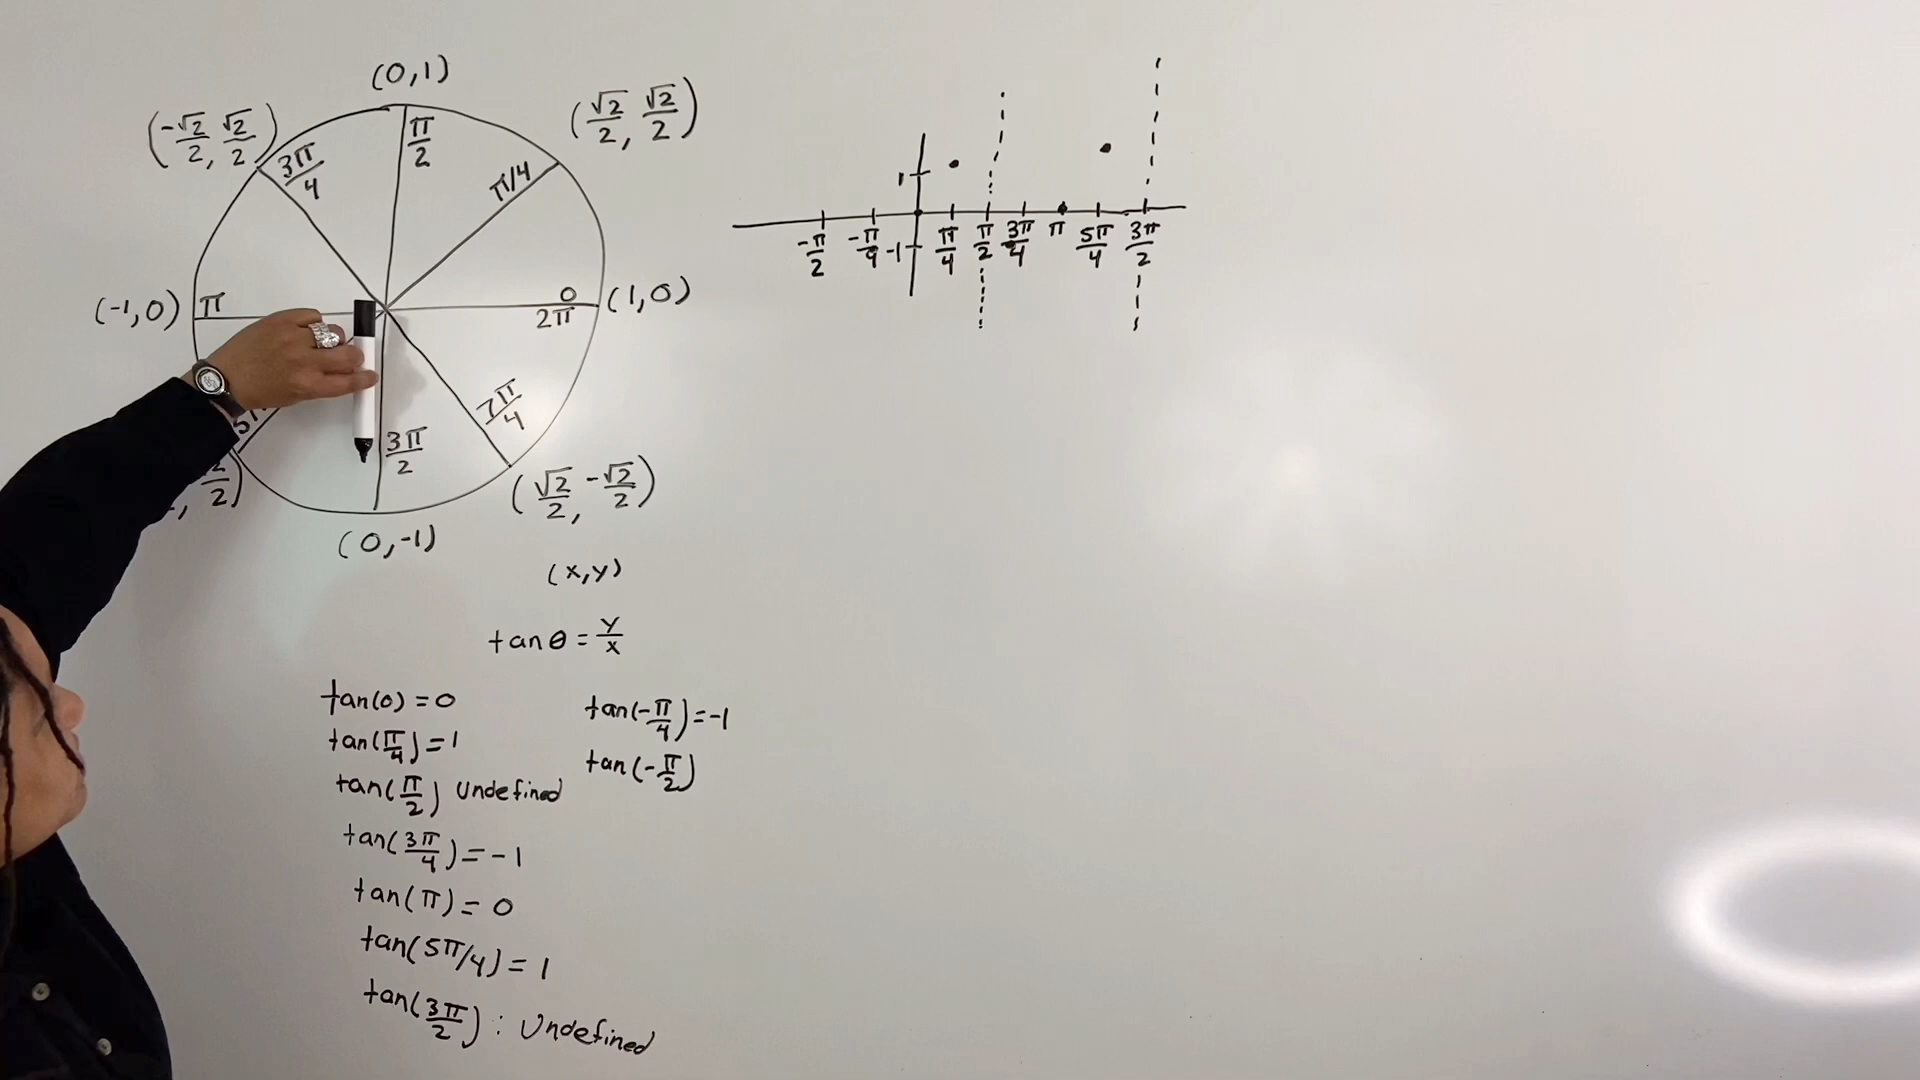 (0,1)
(-√2/2, √2/2)
(√2/2, √2/2)
3π/4
π/2
π/4
(-1,0)
π
0
2π
(1,0)
7π/4
3π/2
(√2/2, -√2/2)
(0,-1)
(x,y)
tanθ = y/x
tan(0) = 0
tan(π/4) = 1
tan(π/2) Undefined
tan(3π/4) = -1
tan(π) = 0
tan(5π/4) = 1
tan(3π/2) : Undefined
tan(-π/4) = -1
tan(-π/2)
1
-1
-π/2 -π/4 π/4 π/2 3π/4 π 5π/4 3π/2